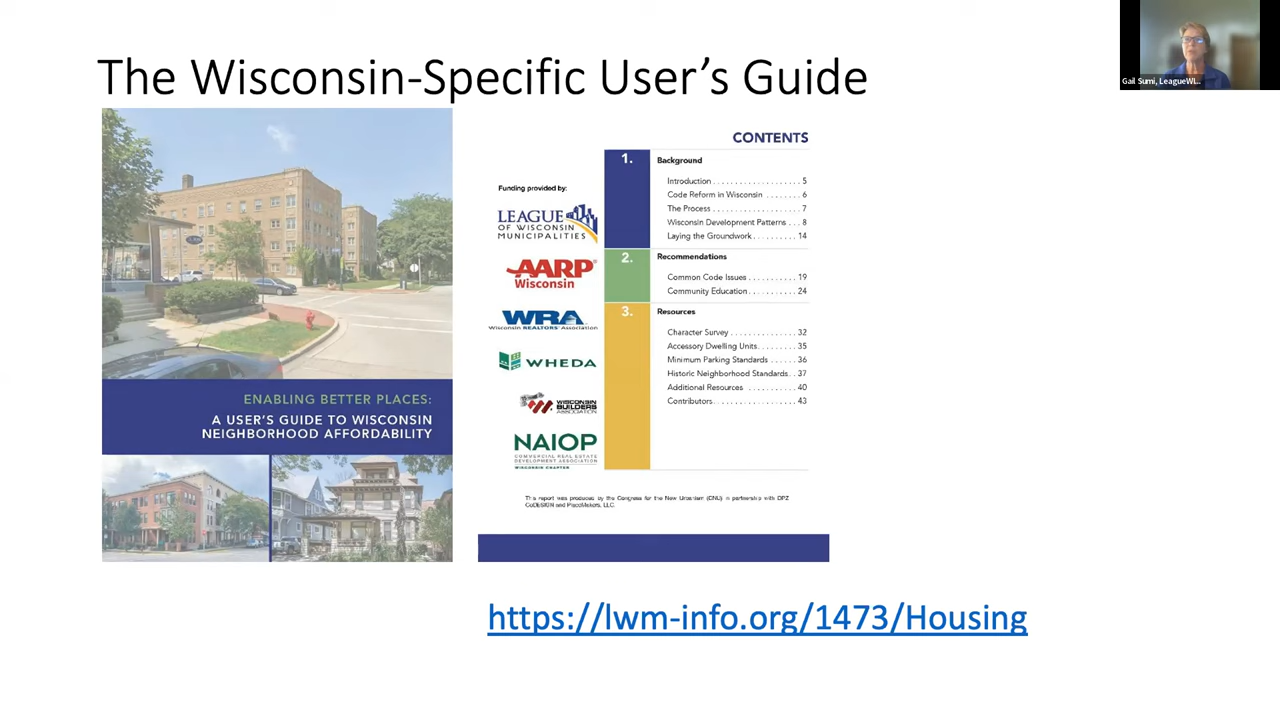 The Wisconsin-Specific User's Guide
Gail Sumi, LeagueWI...
ENABLING BETTER PLACES:
A USER'S GUIDE TO WISCONSIN
NEIGHBORHOOD AFFORDABILITY
Funding provided by:
LEAGUE
OF WISCONSIN
MUNICIPALITIES
AARP
Wisconsin
WRA
Wisconsin REALTORS' Association
WHEDA
WISCONSIN
BUILDERS
ASSOCIATION
NAIOP
COMMERCIAL REAL ESTATE
DEVELOPMENT ASSOCIATION
WISCONSIN CHAPTER
CONTENTS
1. Background
Introduction . . . . . . . . . . . . . . . . . . . . 5
Code Reform in Wisconsin . . . . . . . . 6
The Process . . . . . . . . . . . . . . . . . . . . 7
Wisconsin Development Patterns . . . 8
Laying the Groundwork . . . . . . . . . . 14
2. Recommendations
Common Code Issues . . . . . . . . . . . 19
Community Education . . . . . . . . . . . 24
3. Resources
Character Survey . . . . . . . . . . . . . . . 32
Accessory Dwelling Units . . . . . . . . . 35
Minimum Parking Standards . . . . . . . 36
Historic Neighborhood Standards . . 37
Additional Resources . . . . . . . . . . . 40
Contributors . . . . . . . . . . . . . . . . . . 43
This report was produced by the Congress for the New Urbanism (CNU) in partnership with DPZ
CoDESIGN and PlaceMakers, LLC.
https://lwm-info.org/1473/Housing